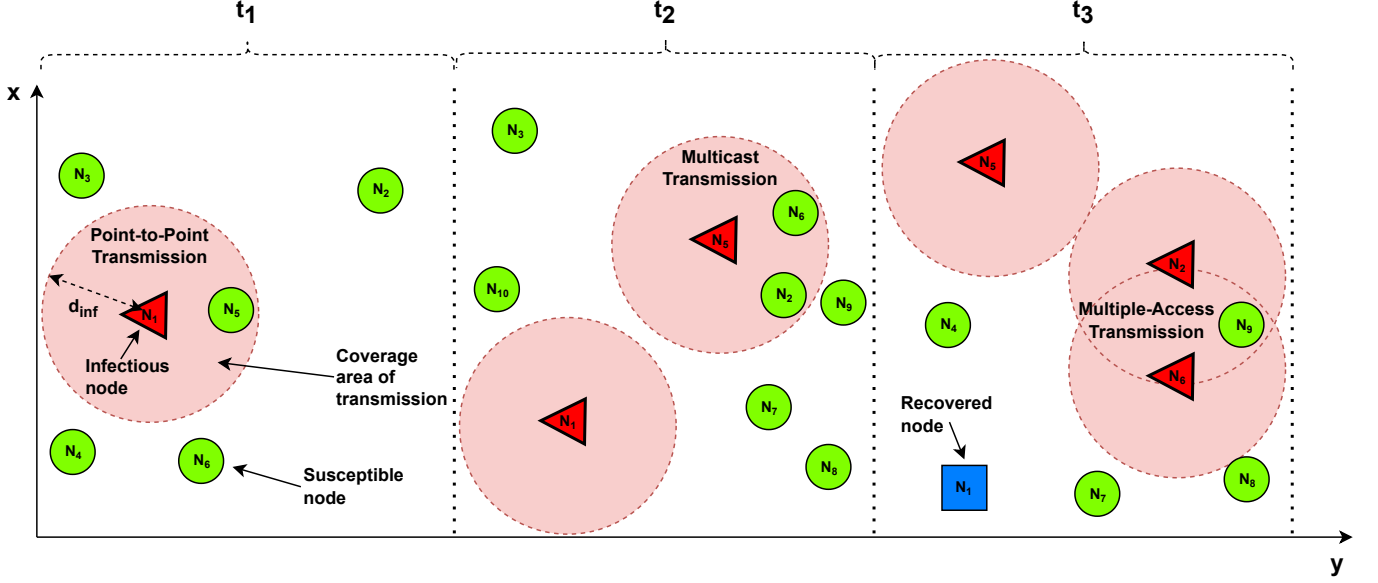 t1
t2
t3
x
N3
N2
Point-to-Point
Transmission
dinf
N1
N5
Infectious
node
Coverage
area of
transmission
N4
N6
Susceptible
node
N3
Multicast
Transmission
N6
N5
N10
N2
N9
N1
N7
N8
N5
N2
N4
Multiple-Access
Transmission
N9
N6
Recovered
node
N1
N7
N8
y